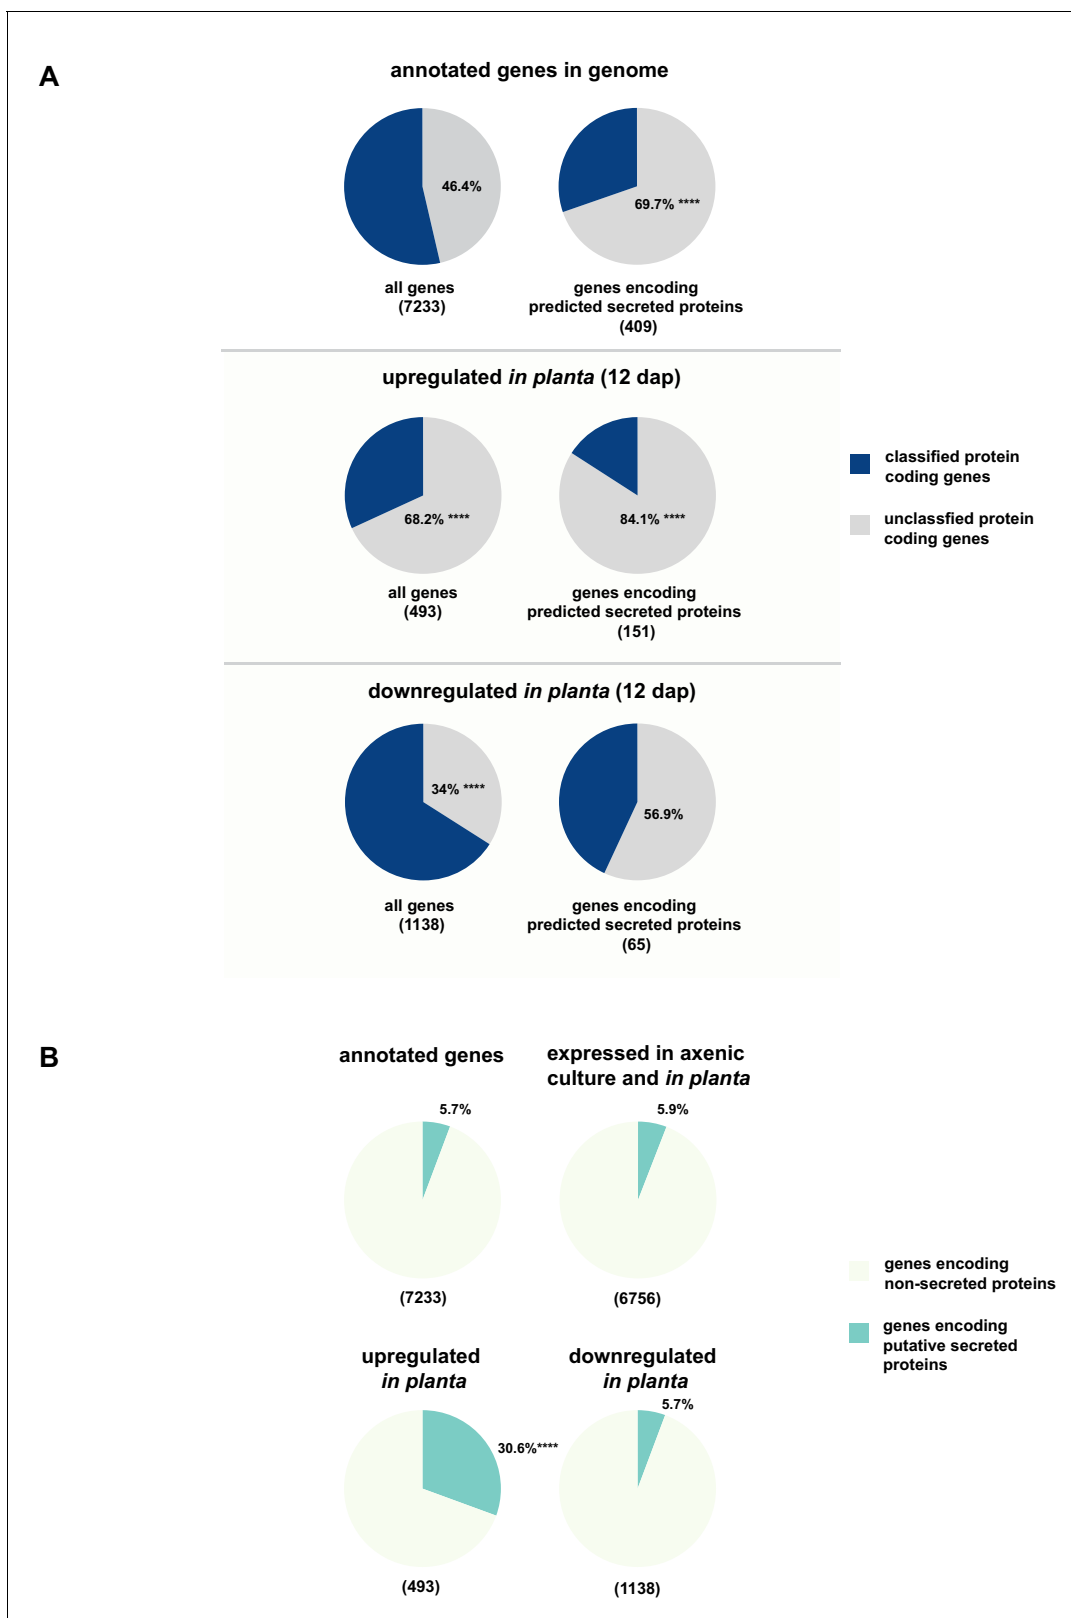 A
annotated genes in genome
46.4%
69.7% ****
all genes
(7233)
genes encoding
predicted secreted proteins
(409)
upregulated in planta (12 dap)
68.2% ****
84.1% ****
all genes
(493)
genes encoding
predicted secreted proteins
(151)
classified protein
coding genes
unclassfied protein
coding genes
downregulated in planta (12 dap)
34% ****
56.9%
all genes
(1138)
genes encoding
predicted secreted proteins
(65)
B
annotated genes
expressed in axenic
culture and in planta
5.7%
5.9%
(7233)
(6756)
genes encoding
non-secreted proteins
genes encoding
putative secreted
proteins
upregulated
in planta
downregulated
in planta
30.6%****
5.7%
(493)
(1138)